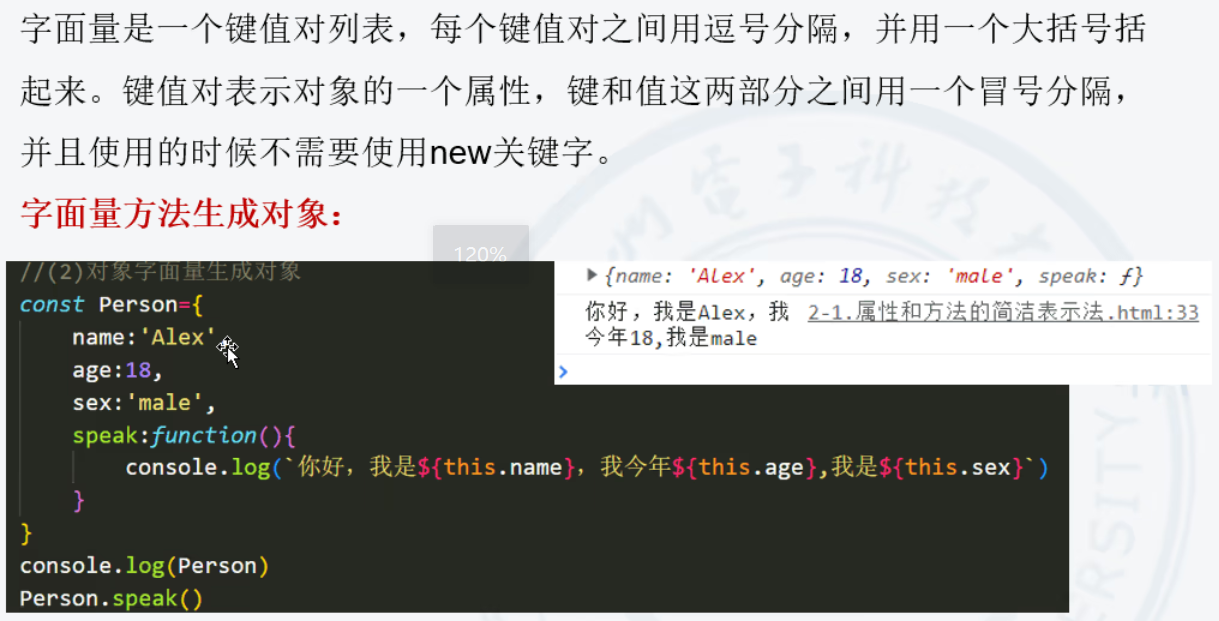 字面量是一个键值对列表，每个键值对之间用逗号分隔，并用一个大括号括
起来。键值对表示对象的一个属性，键和值这两部分之间用一个冒号分隔，
并且使用的时候不需要使用new关键字。
字面量方法生成对象：
120%
//(2)对象字面量生成对象
const Person={
name:'Alex'
age:18,
sex:'male',
speak:function(){
console.log(`你好，我是${this.name}，我今年${this.age},我是${this.sex}`)
}
}
console.log(Person)
Person.speak()
{name: 'Alex', age: 18, sex: 'male', speak: ƒ}
你好，我是Alex，我 2-1.属性和方法的简洁表示法.html:33
今年18,我是male
电子科技